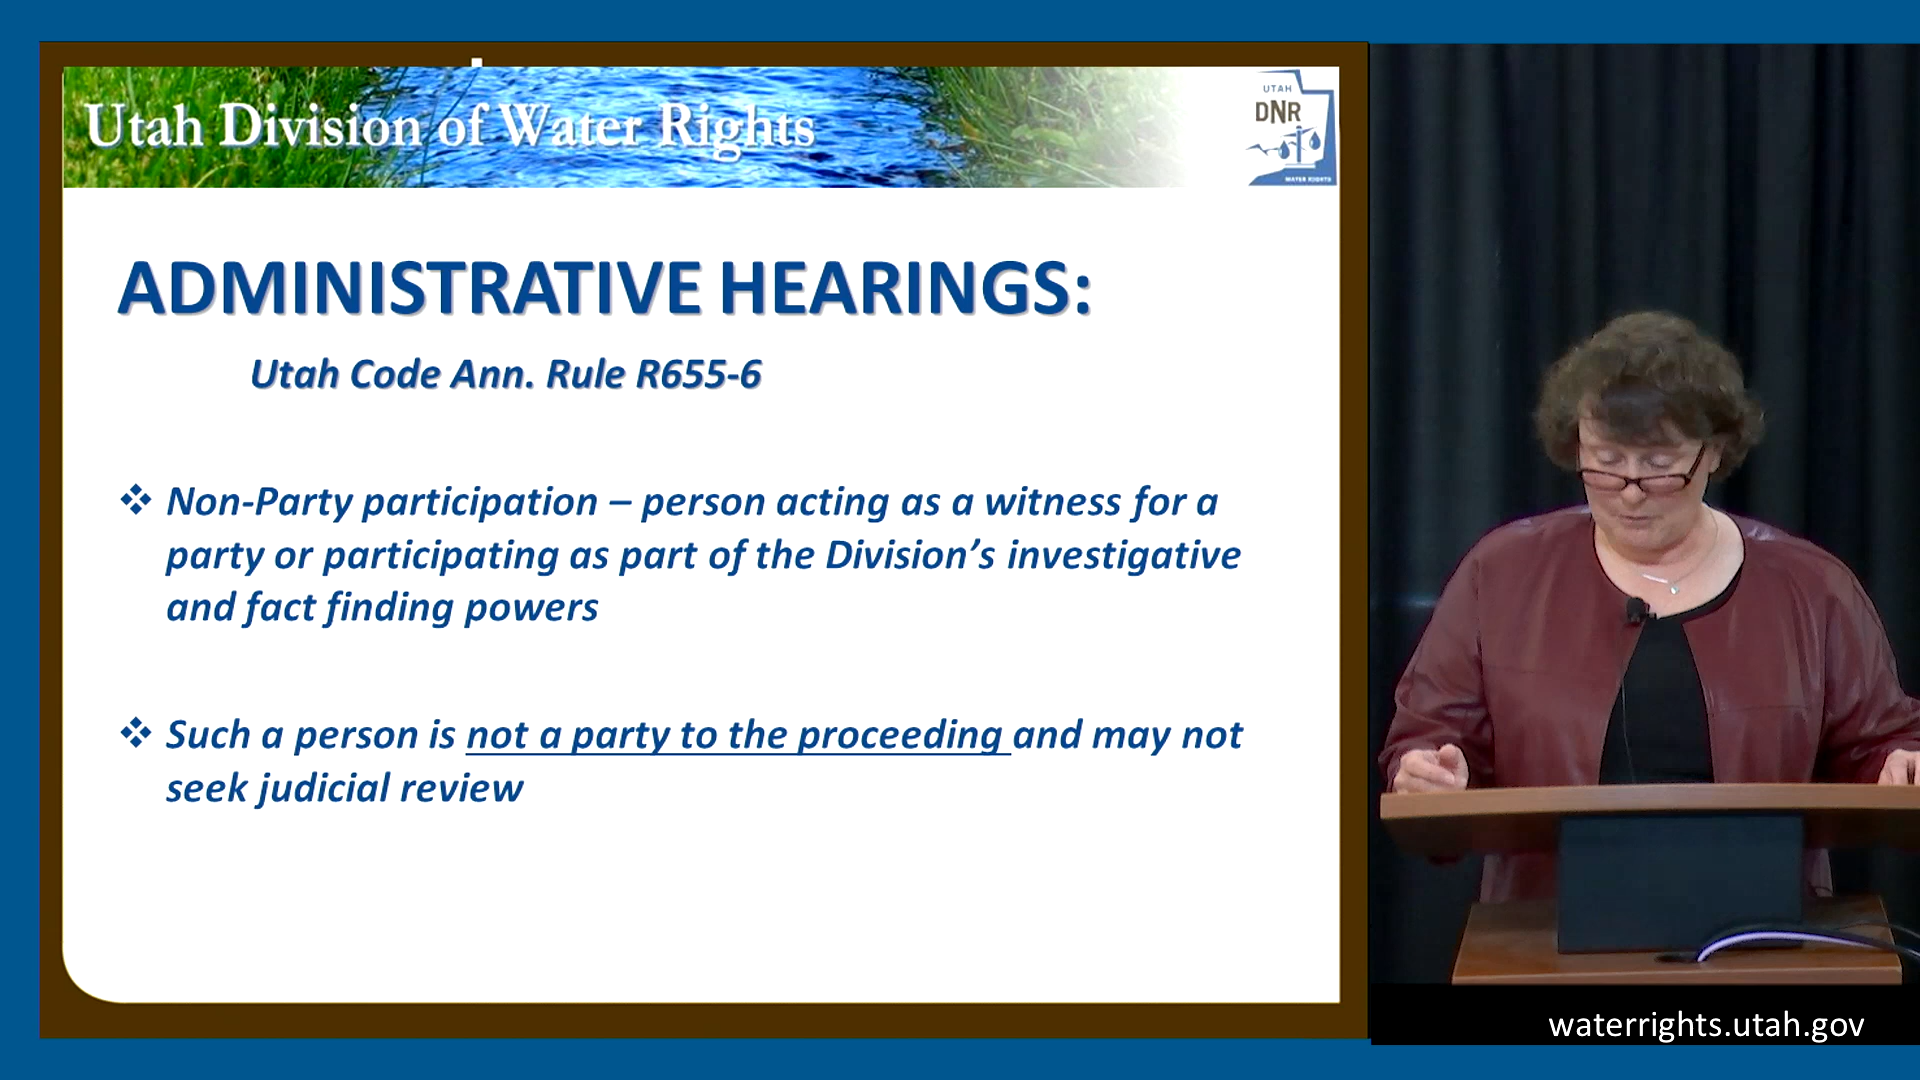 Utah Division of Water Rights
UTAH
DNR
WATER RIGHTS
ADMINISTRATIVE HEARINGS:
Utah Code Ann. Rule R655-6
❖ Non-Party participation – person acting as a witness for a
party or participating as part of the Division’s investigative
and fact finding powers
❖ Such a person is not a party to the proceeding and may not
seek judicial review
waterrights.utah.gov